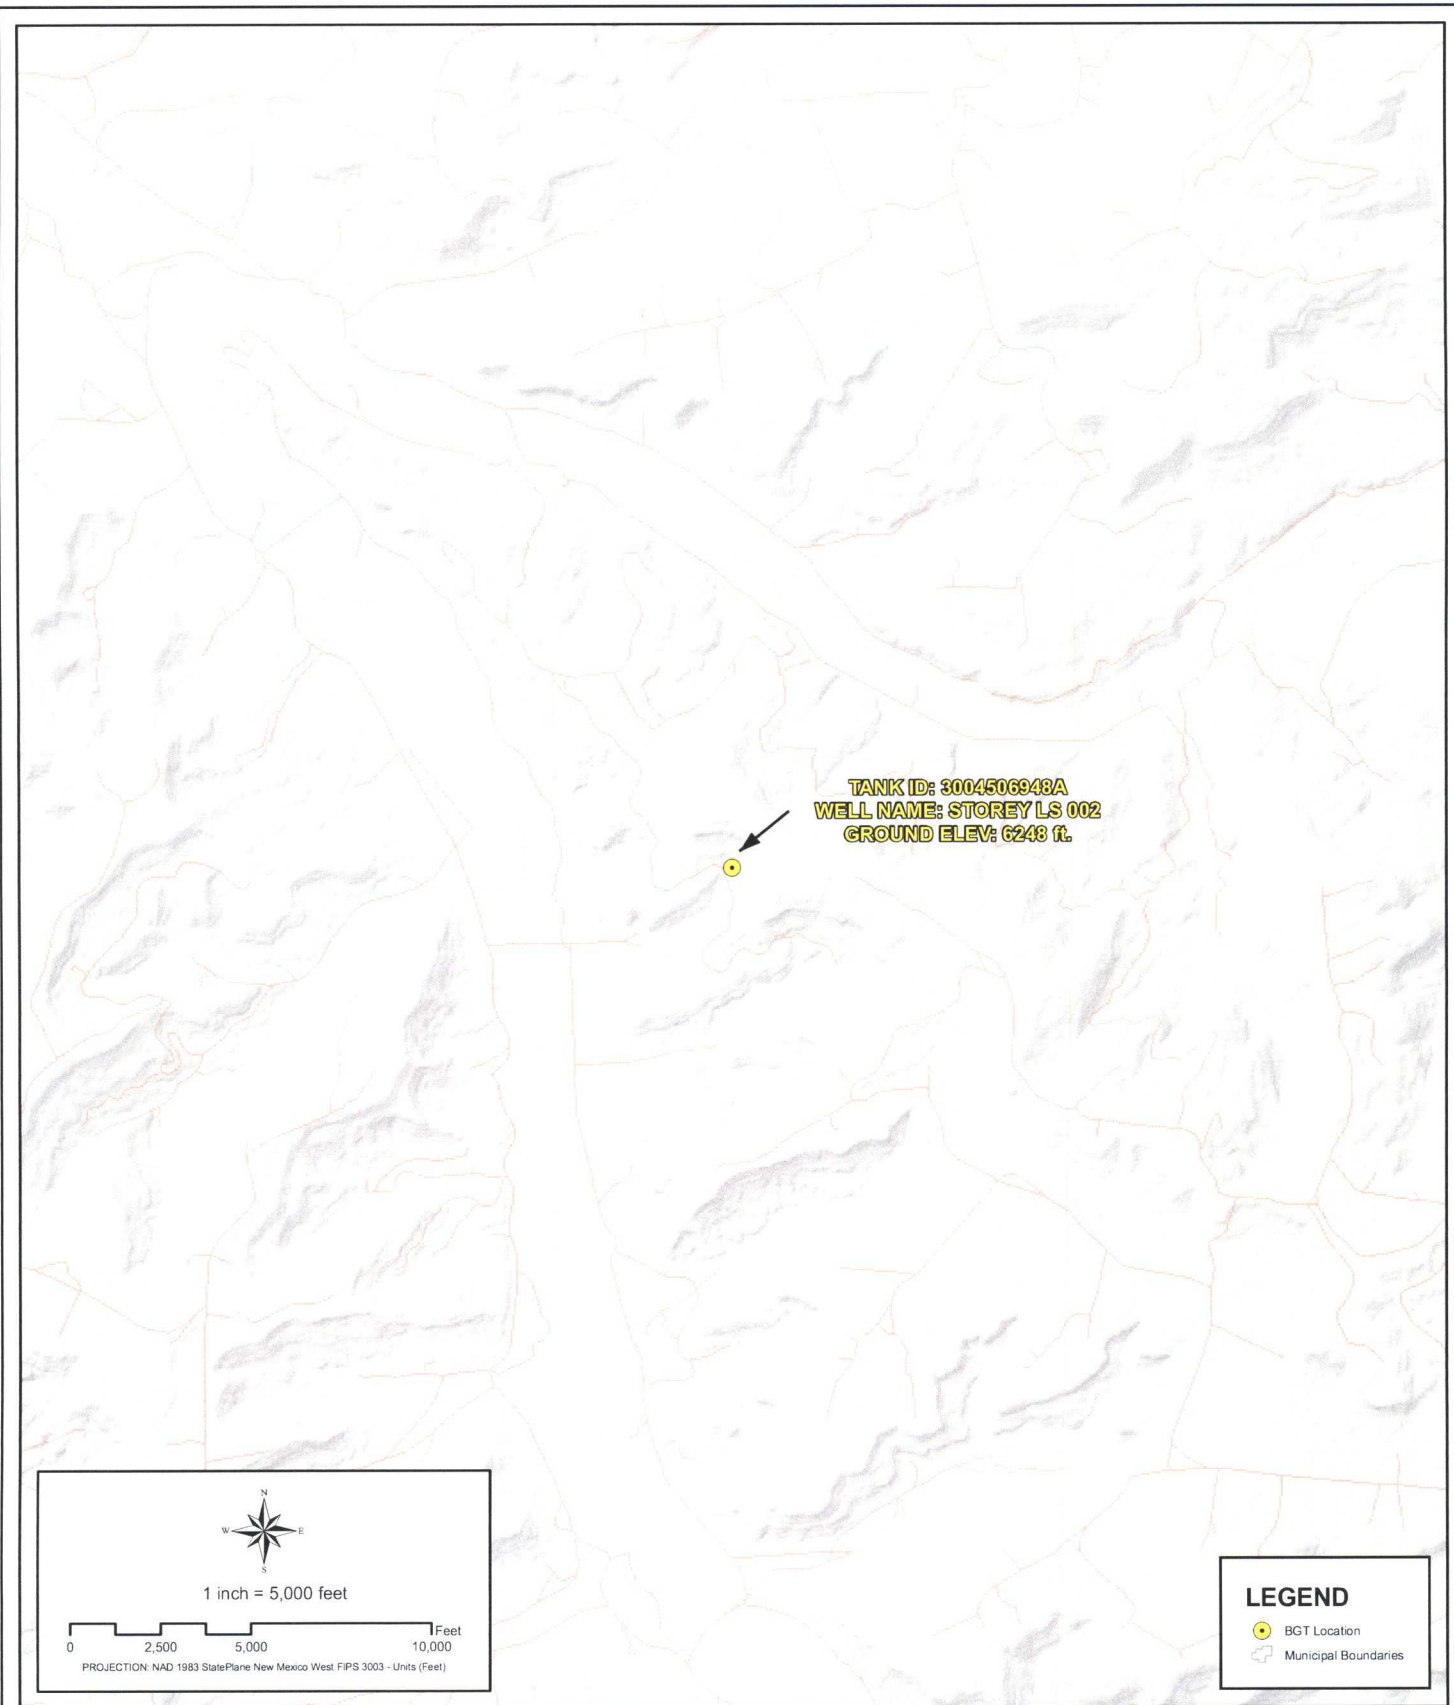 TANK ID: 3004506948A
WELL NAME: STOREY LS 002
GROUND ELEV: 6248 ft.
N
W E
S
1 inch = 5,000 feet
Feet
0 2,500 5,000 10,000
PROJECTION: NAD 1983 StatePlane New Mexico West FIPS 3003 - Units (Feet)
LEGEND
BGT Location
Municipal Boundaries